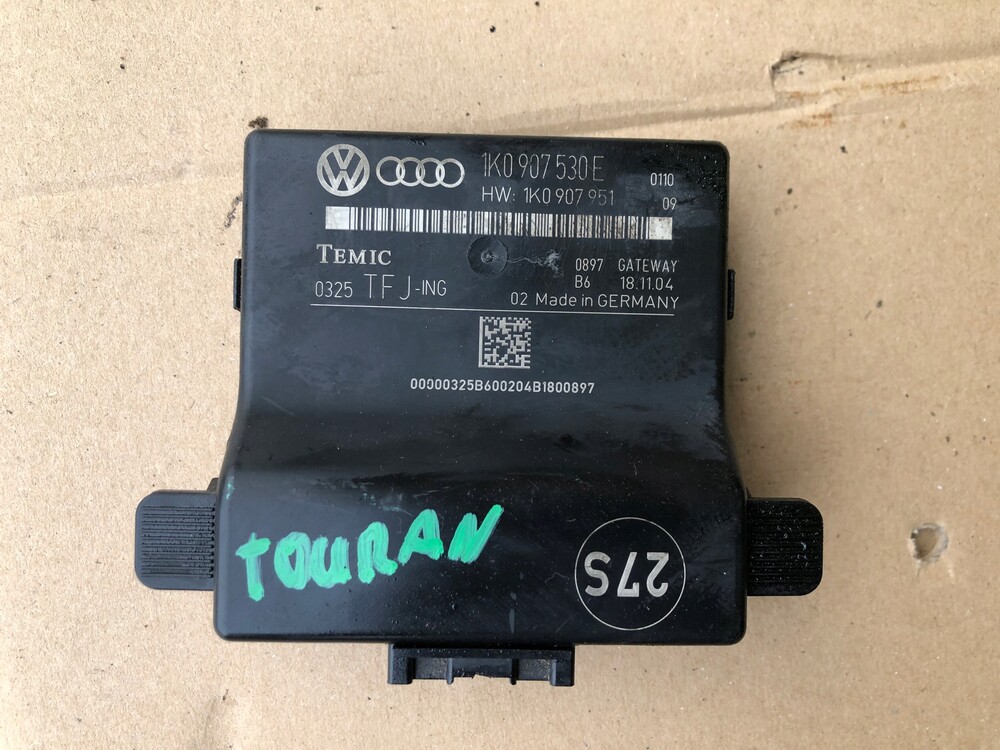 1K0 907 530 E
0110
HW: 1K0 907 951
09
TEMIC
0897 GATEWAY
0325 TFJ-ING
B6 18.11.04
02 Made in GERMANY
00000325B600204B1800897
TOURAN
27S